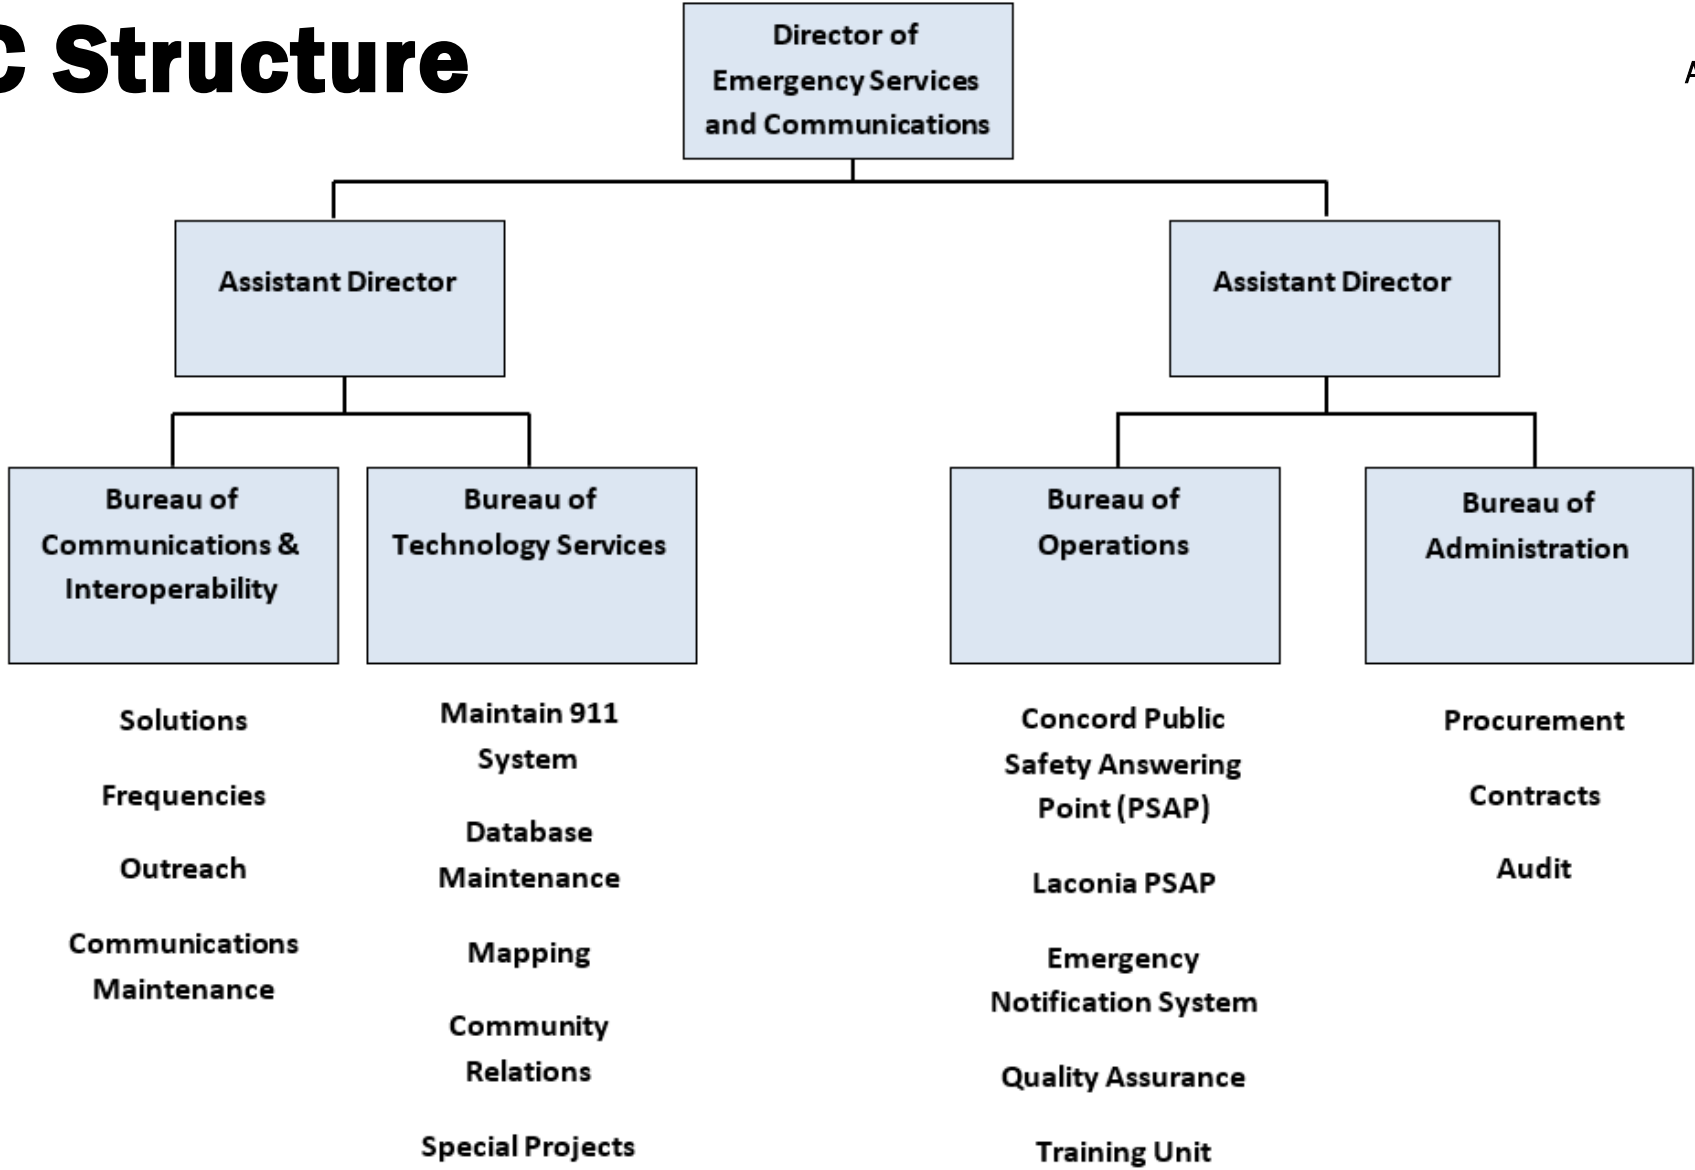 C Structure
Director of
Emergency Services
and Communications
A
Assistant Director
Assistant Director
Bureau of
Communications &
Interoperability
Bureau of
Technology Services
Bureau of
Operations
Bureau of
Administration
Solutions
Frequencies
Outreach
Communications
Maintenance
Maintain 911
System
Database
Maintenance
Mapping
Community
Relations
Special Projects
Concord Public
Safety Answering
Point (PSAP)
Laconia PSAP
Emergency
Notification System
Quality Assurance
Training Unit
Procurement
Contracts
Audit